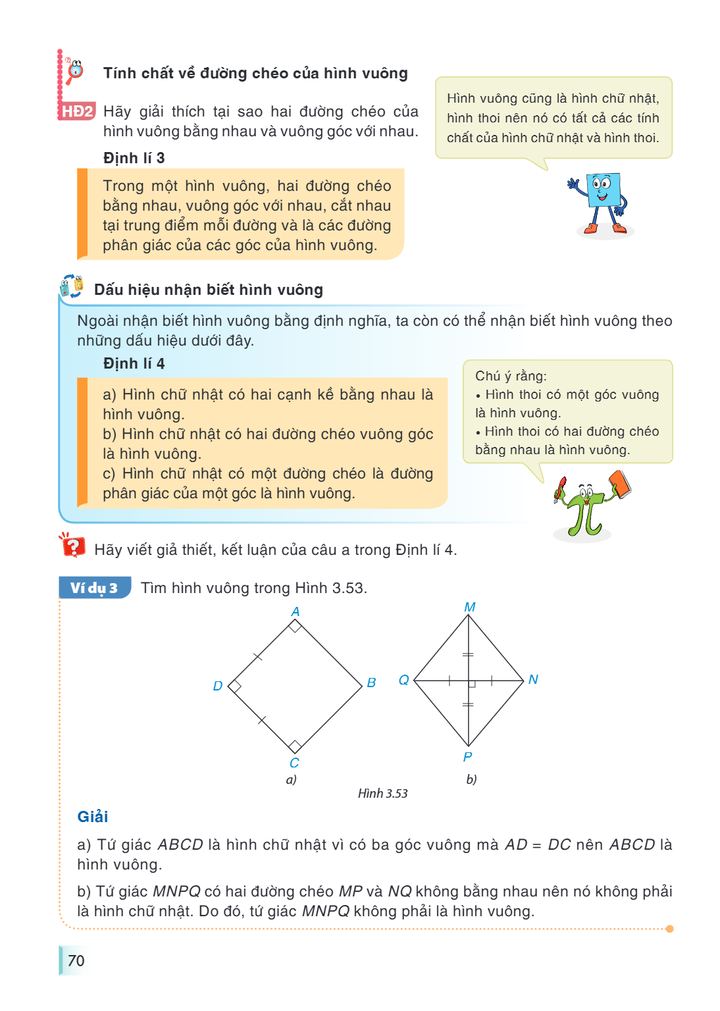 Tính chất về đường chéo của hình vuông
HĐ2 Hãy giải thích tại sao hai đường chéo của
hình vuông bằng nhau và vuông góc với nhau.
Hình vuông cũng là hình chữ nhật,
hình thoi nên nó có tất cả các tính
chất của hình chữ nhật và hình thoi.
Định lí 3
Trong một hình vuông, hai đường chéo
bằng nhau, vuông góc với nhau, cắt nhau
tại trung điểm mỗi đường và là các đường
phân giác của các góc của hình vuông.
Dấu hiệu nhận biết hình vuông
Ngoài nhận biết hình vuông bằng định nghĩa, ta còn có thể nhận biết hình vuông theo
những dấu hiệu dưới đây.
Định lí 4
a) Hình chữ nhật có hai cạnh kề bằng nhau là
hình vuông.
b) Hình chữ nhật có hai đường chéo vuông góc
là hình vuông.
c) Hình chữ nhật có một đường chéo là đường
phân giác của một góc là hình vuông.
Chú ý rằng:
• Hình thoi có một góc vuông
là hình vuông.
• Hình thoi có hai đường chéo
bằng nhau là hình vuông.
? Hãy viết giả thiết, kết luận của câu a trong Định lí 4.
Ví dụ 3 Tìm hình vuông trong Hình 3.53.
A
D
B
C
a)
M
Q
N
P
b)
Hình 3.53
Giải
a) Tứ giác ABCD là hình chữ nhật vì có ba góc vuông mà AD = DC nên ABCD là
hình vuông.
b) Tứ giác MNPQ có hai đường chéo MP và NQ không bằng nhau nên nó không phải
là hình chữ nhật. Do đó, tứ giác MNPQ không phải là hình vuông.
70